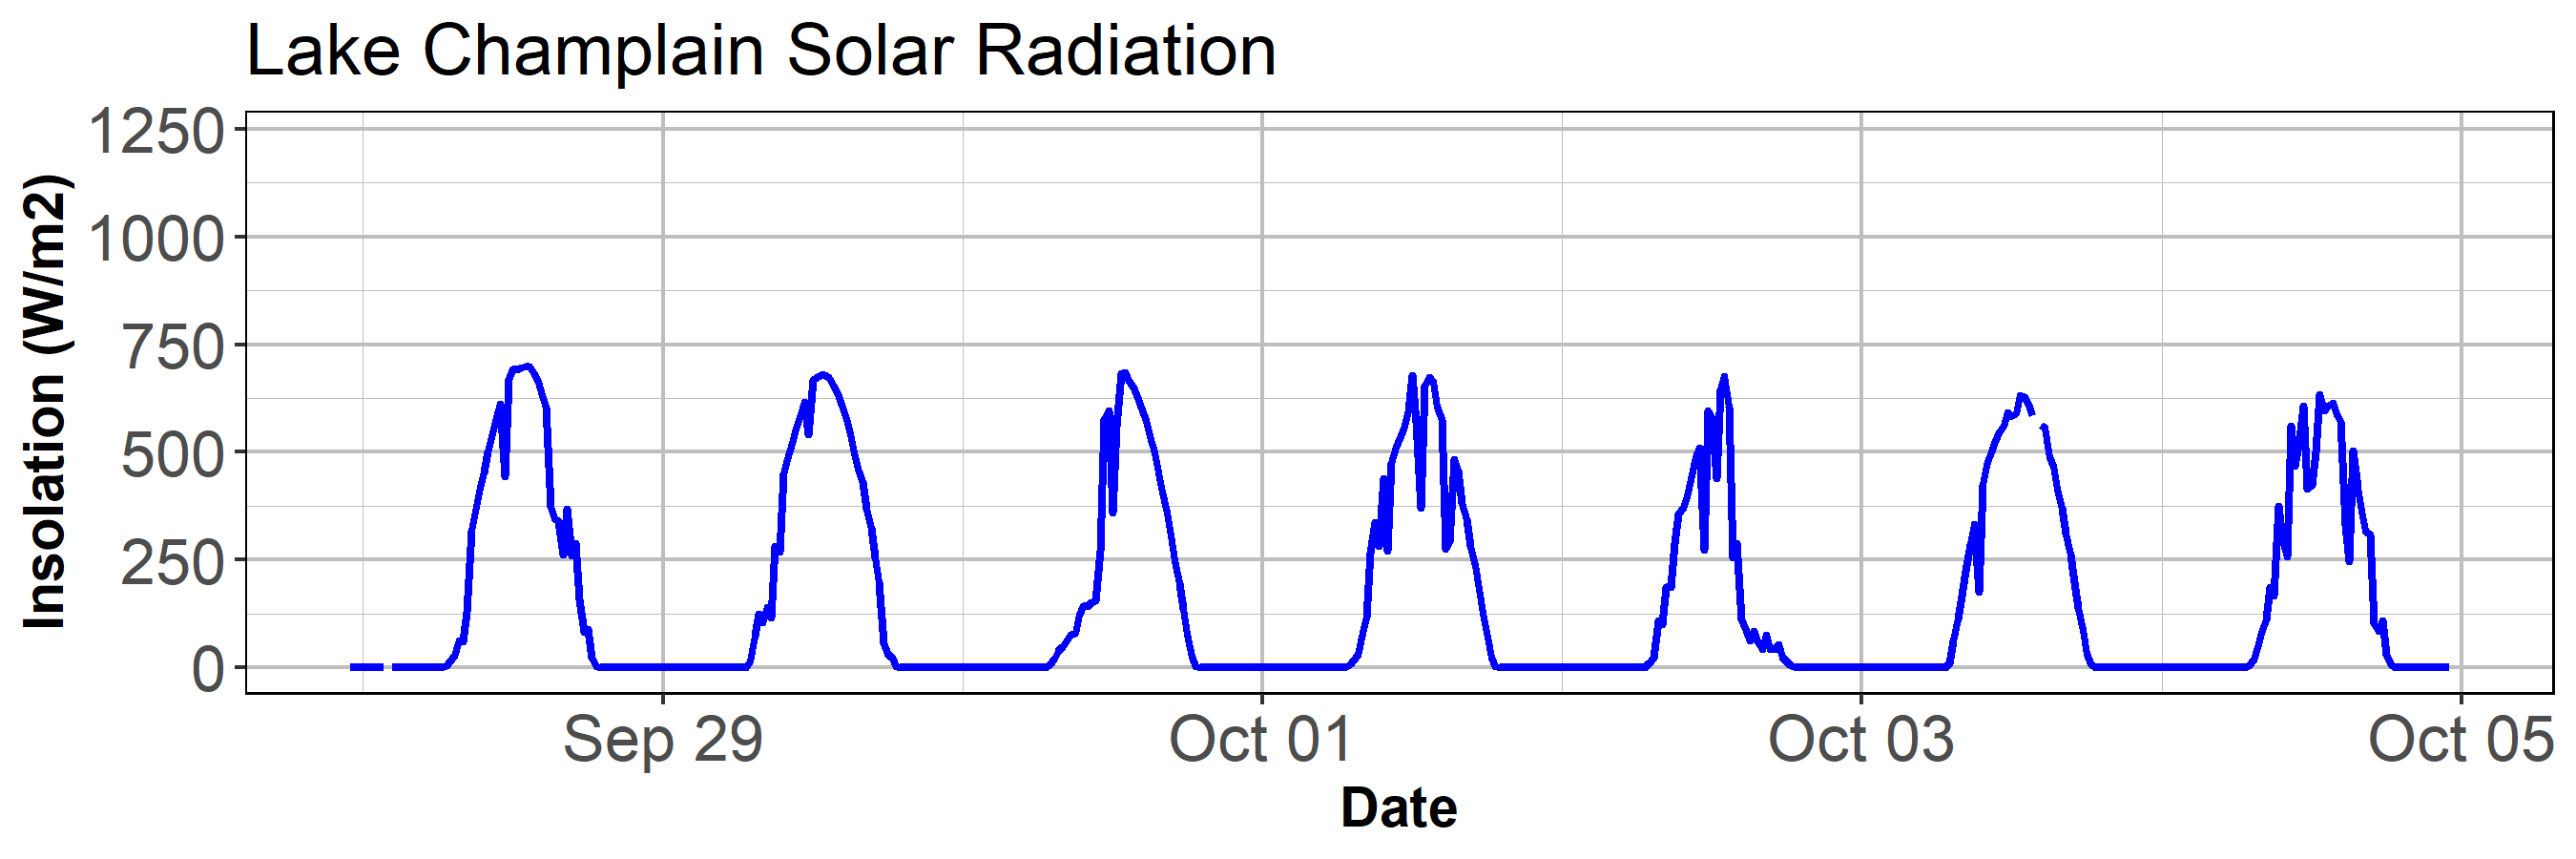 Lake Champlain Solar Radiation
1250
1000
750
500
250
0
Insolation (W/m2)
Sep 29
Oct 01
Oct 03
Oct 05
Date